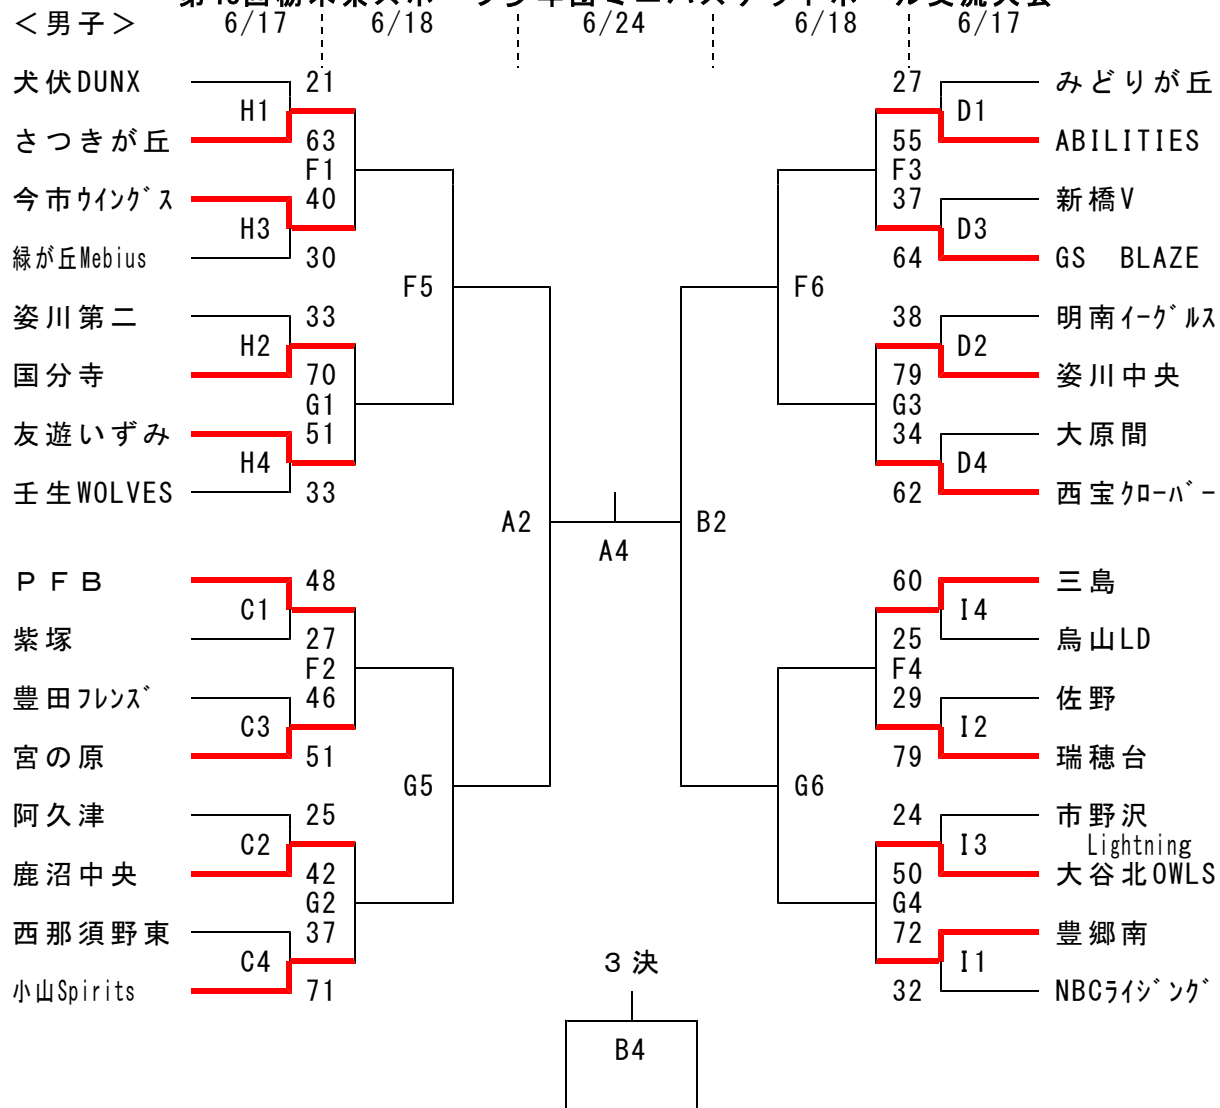 ＜男子＞ 6/17 6/18 6/24 6/18 6/17
犬伏DUNX 21 27 みどりが丘
H1 D1
さつきが丘 63 55 ABILITIES
F1 F3
今市ｳｲﾝｸﾞｽ 40 37 新橋V
H3 D3
緑が丘Mebius 30 64 GS　BLAZE
F5 F6
姿川第二 33 38 明南ｲｰｸﾞﾙｽ
H2 D2
国分寺 70 79 姿川中央
G1 G3
友遊いずみ 51 34 大原間
H4 D4
壬生WOLVES 33 62 西宝ｸﾛｰﾊﾞｰ
A2 B2
A4
ＰＦＢ 48 60 三島
C1 I4
紫塚 27 25 烏山LD
F2 F4
豊田ﾌﾚﾝｽﾞ 46 29 佐野
C3 I2
宮の原 51 79 瑞穂台
G5 G6
阿久津 25 24 市野沢
C2 I3 Lightning
鹿沼中央 42 50 大谷北OWLS
G2 G4
西那須野東 37 72 豊郷南
C4 I1
３決
小山Spirits 71 32 NBCﾗｲｼﾞﾝｸﾞ
B4